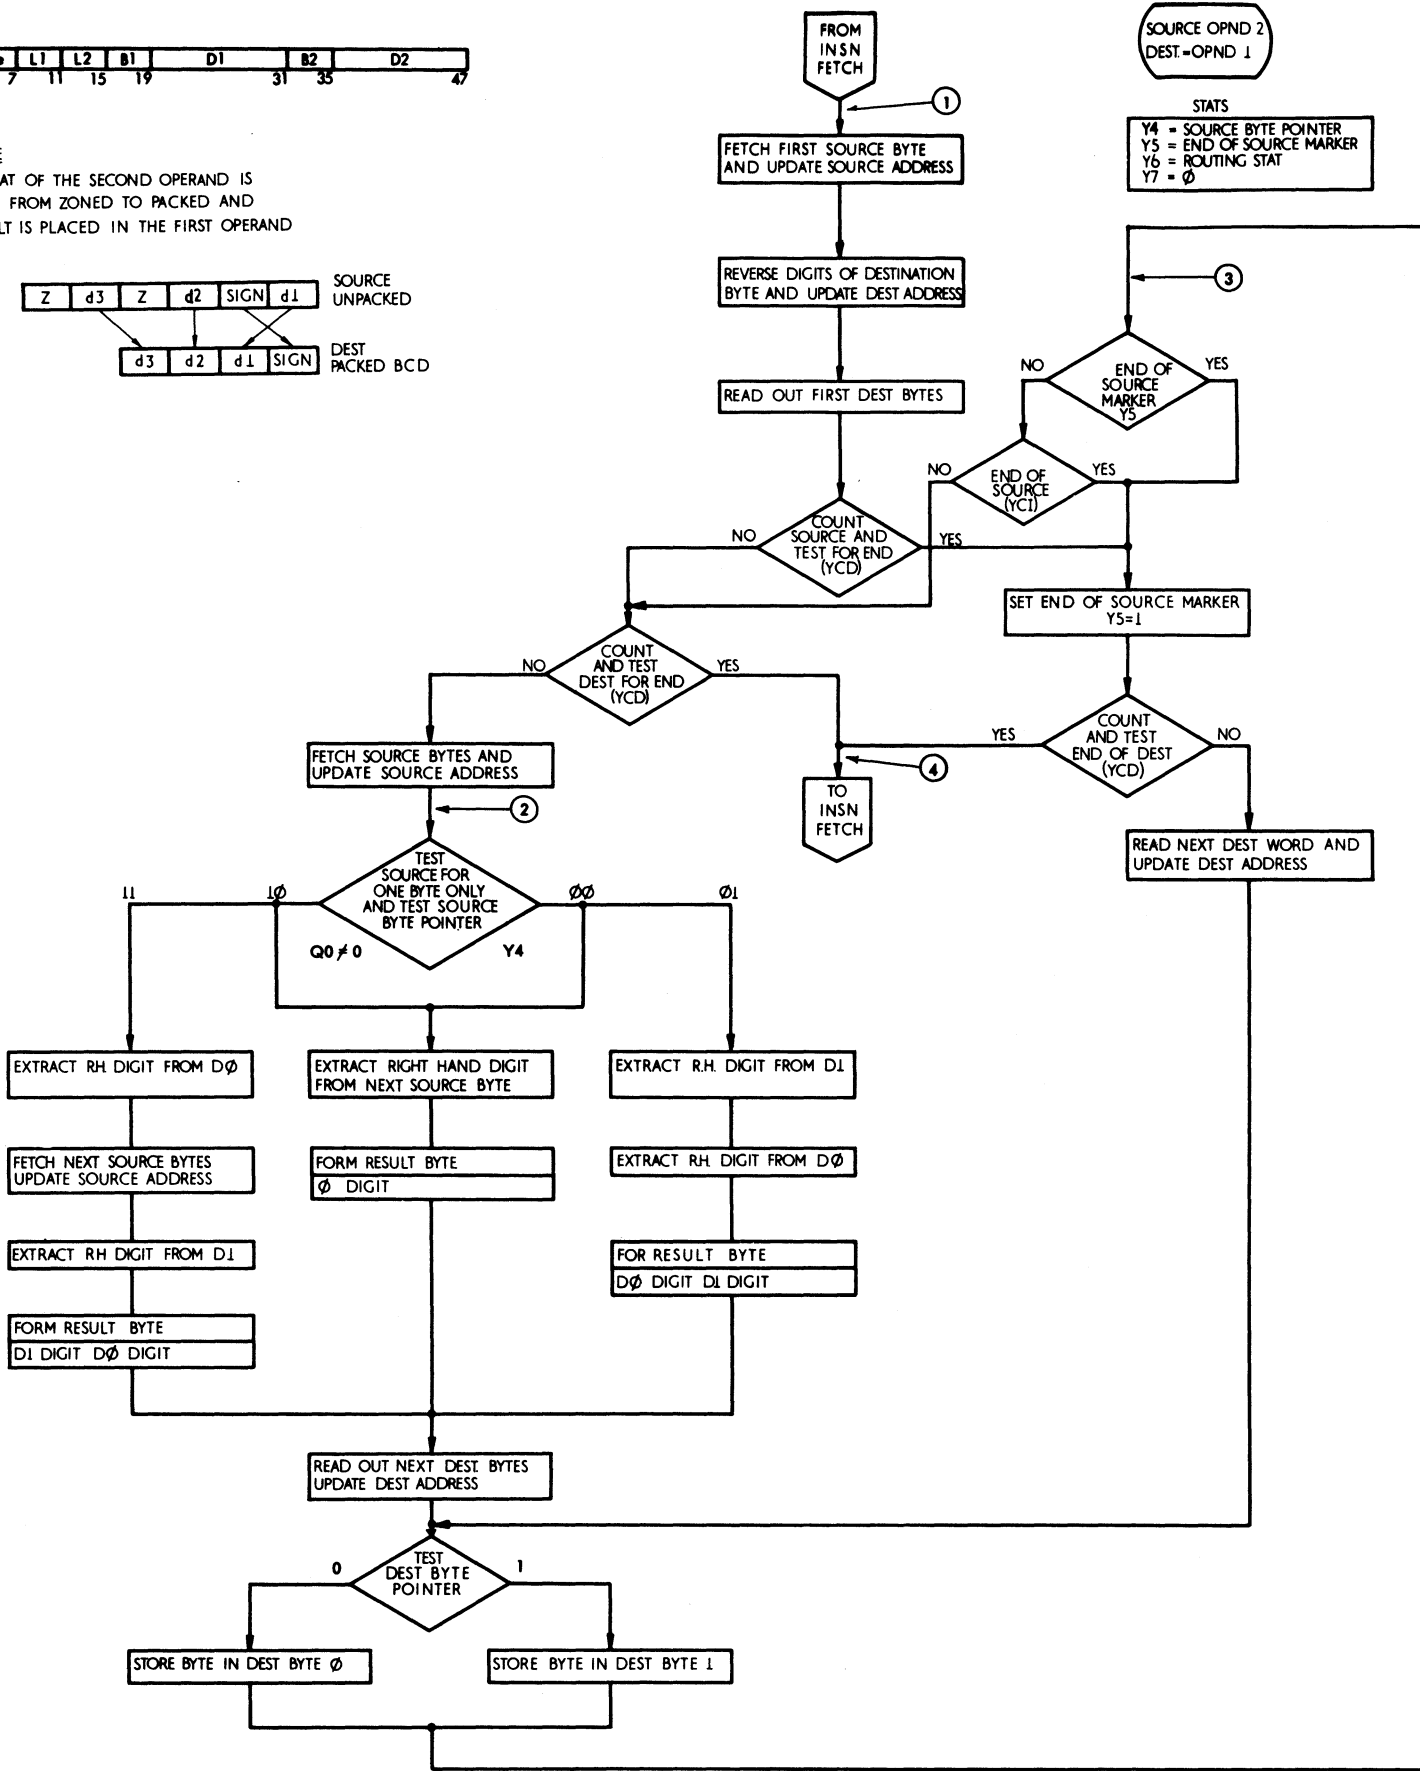 L1 L2 B1 D1 B2 D2
7 11 15 19 31 35 47
AT OF THE SECOND OPERAND IS
FROM ZONED TO PACKED AND
LT IS PLACED IN THE FIRST OPERAND
Z d3 Z d2 SIGN d1
SOURCE
UNPACKED
d3 d2 d1 SIGN
DEST
PACKED BCD
FROM
INSN
FETCH
1
SOURCE OPND 2
DEST.=OPND 1
STATS
Y4 = SOURCE BYTE POINTER
Y5 = END OF SOURCE MARKER
Y6 = ROUTING STAT
Y7 = Ø
FETCH FIRST SOURCE BYTE
AND UPDATE SOURCE ADDRESS
REVERSE DIGITS OF DESTINATION
BYTE AND UPDATE DEST ADDRESS
READ OUT FIRST DEST BYTES
3
NO
END OF
SOURCE
MARKER
Y5
YES
NO
END OF
SOURCE
(YCI)
YES
NO
COUNT
SOURCE AND
TEST FOR END
(YCD)
YES
SET END OF SOURCE MARKER
Y5=1
NO
COUNT
AND TEST
DEST FOR END
(YCD)
YES
YES
COUNT
AND TEST
END OF DEST
(YCD)
NO
4
TO
INSN
FETCH
FETCH SOURCE BYTES AND
UPDATE SOURCE ADDRESS
2
READ NEXT DEST WORD AND
UPDATE DEST ADDRESS
TEST
SOURCE FOR
ONE BYTE ONLY
AND TEST SOURCE
BYTE POINTER
11
1Ø
ØØ
Ø1
Q0 ≠ 0
Y4
EXTRACT RH. DIGIT FROM DØ
FETCH NEXT SOURCE BYTES
UPDATE SOURCE ADDRESS
EXTRACT RH DIGIT FROM D1
FORM RESULT BYTE
D1 DIGIT DØ DIGIT
EXTRACT RIGHT HAND DIGIT
FROM NEXT SOURCE BYTE
FORM RESULT BYTE
Ø DIGIT
EXTRACT R.H. DIGIT FROM D1
EXTRACT RH. DIGIT FROM DØ
FOR RESULT BYTE
DØ DIGIT D1 DIGIT
READ OUT NEXT DEST. BYTES
UPDATE DEST ADDRESS
0
TEST
DEST BYTE
POINTER
1
STORE BYTE IN DEST BYTE Ø
STORE BYTE IN DEST BYTE 1